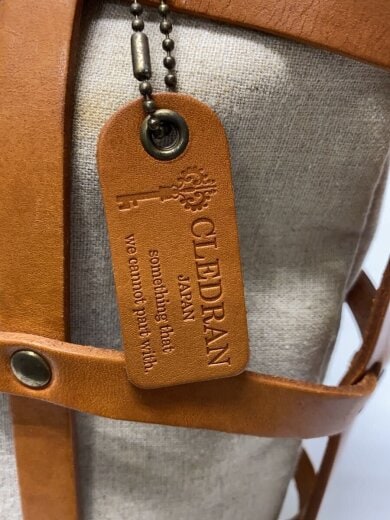 CLEDRAN
JAPAN
something that
we cannot part with.